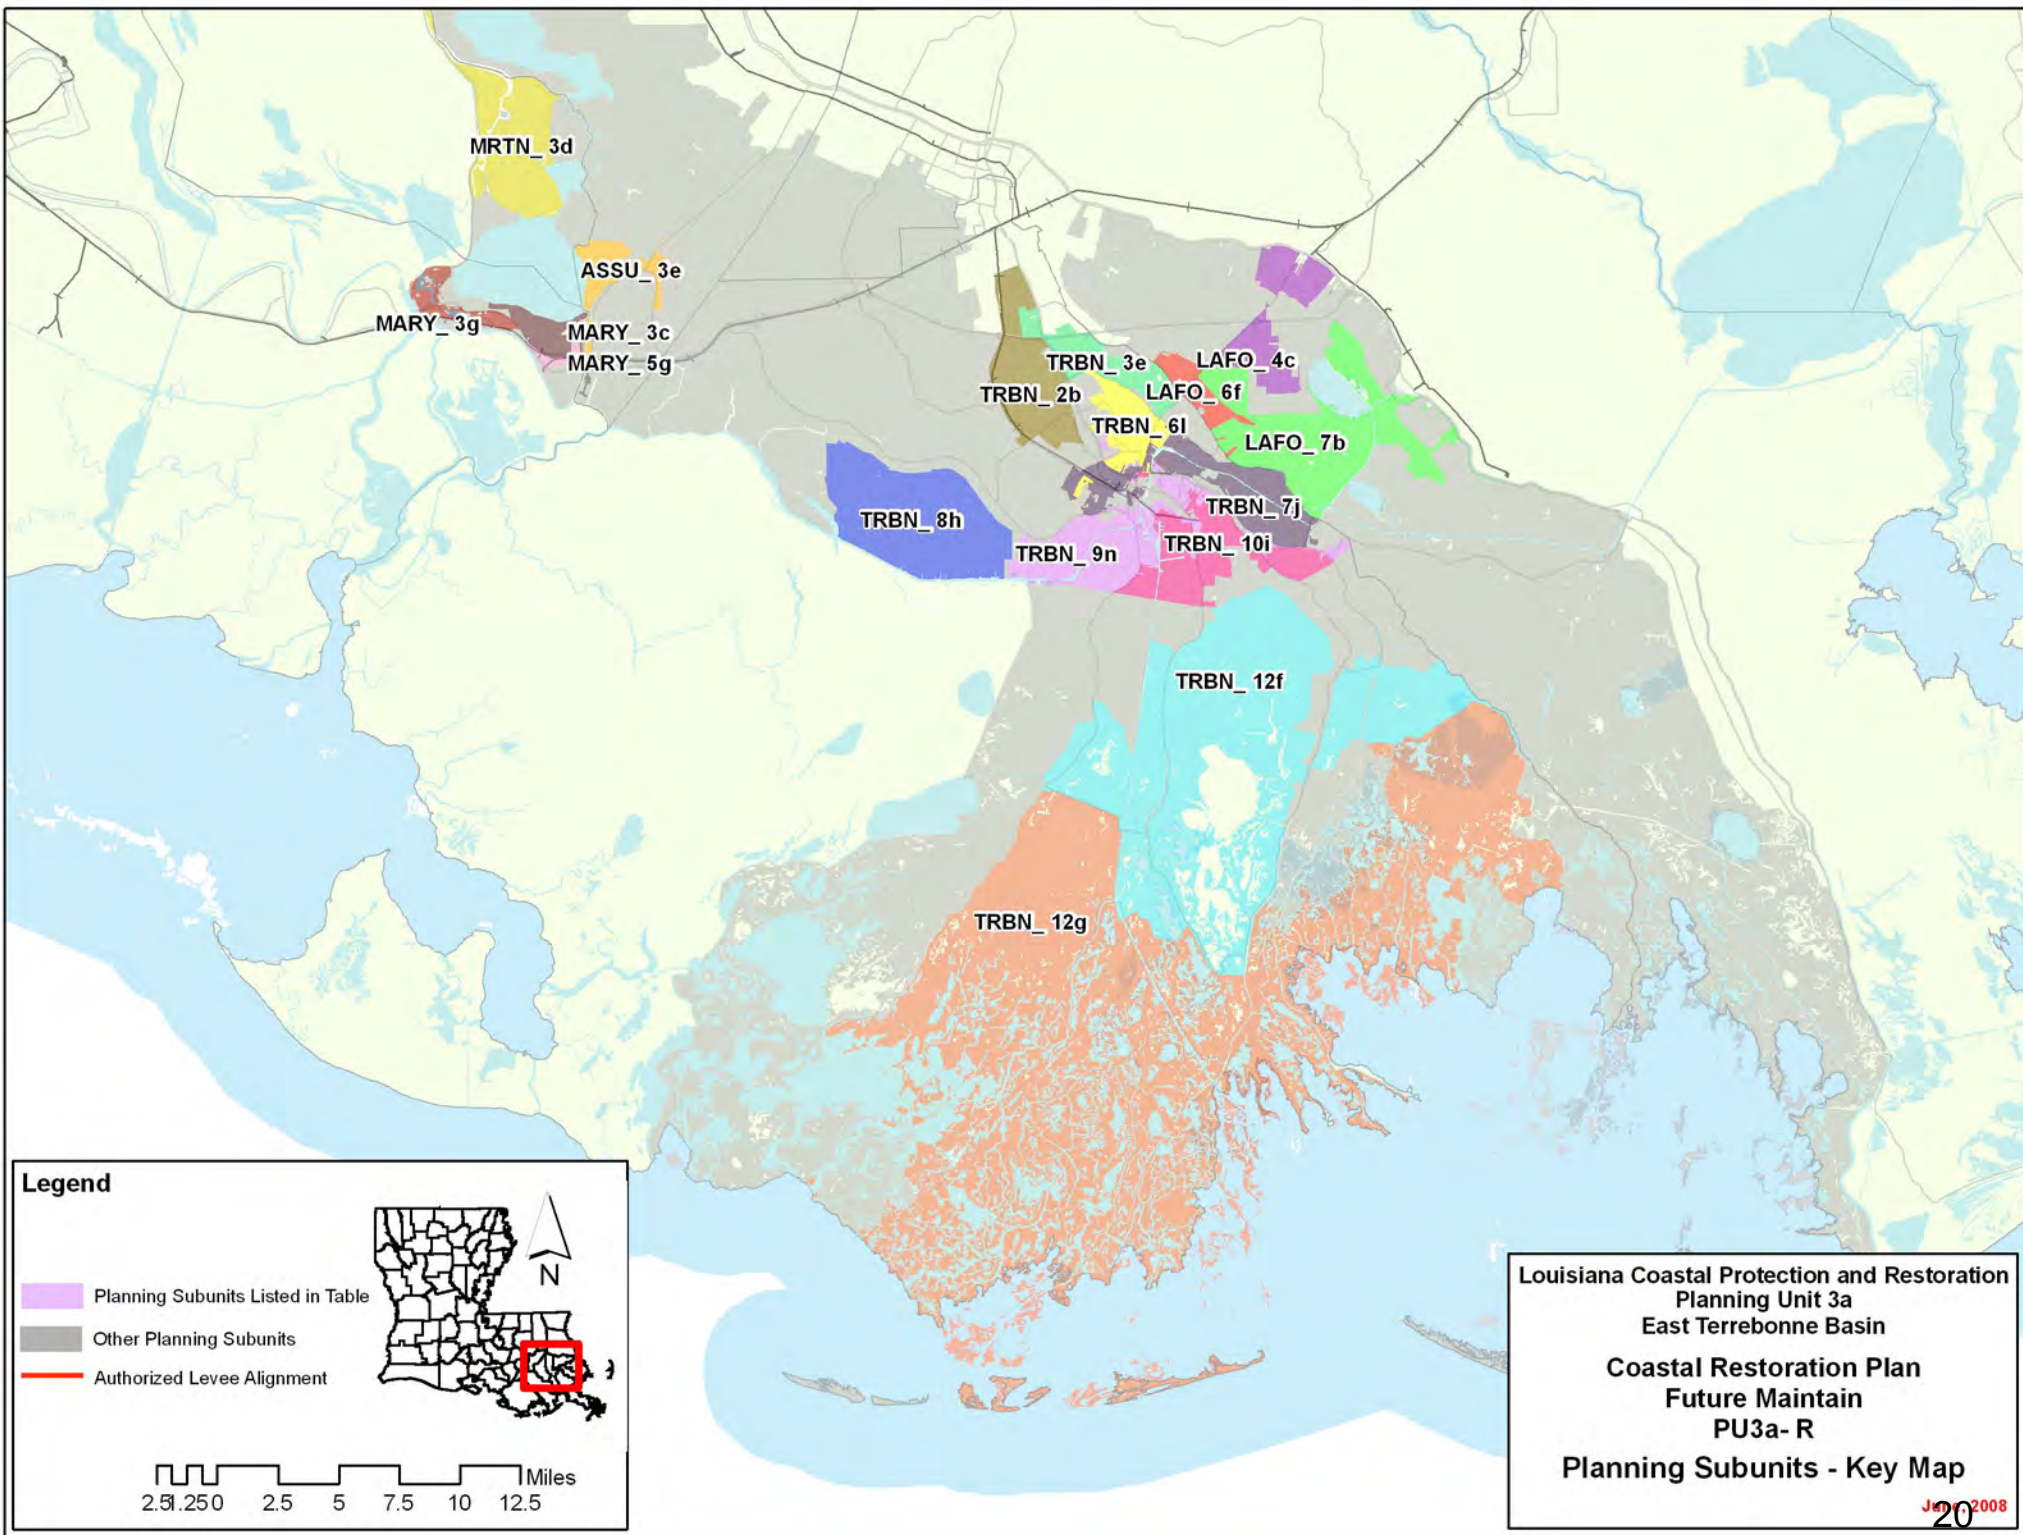 MRTN_ 3d
ASSU_ 3e
MARY_ 3g
MARY_ 3c
MARY_ 5g
TRBN_ 3e
LAFO_ 4c
TRBN_ 2b
LAFO_ 6f
TRBN_ 6l
LAFO_ 7b
TRBN_ 8h
TRBN_ 7j
TRBN_ 9n
TRBN_ 10i
TRBN_ 12f
TRBN_ 12g
Legend
N
Planning Subunits Listed in Table
Other Planning Subunits
Authorized Levee Alignment
Miles
2.5 1.25 0 2.5 5 7.5 10 12.5
Louisiana Coastal Protection and Restoration
Planning Unit 3a
East Terrebonne Basin
Coastal Restoration Plan
Future Maintain
PU3a- R
Planning Subunits - Key Map
June, 2008
20